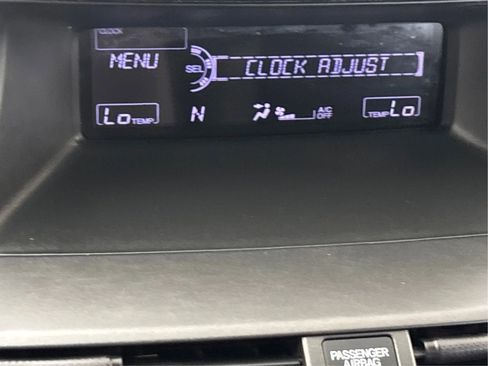 CLOCK
MENU
SEL
CLOCK ADJUST
Lo TEMP
N
A/C OFF
TEMP Lo
PASSENGER
AIRBAG